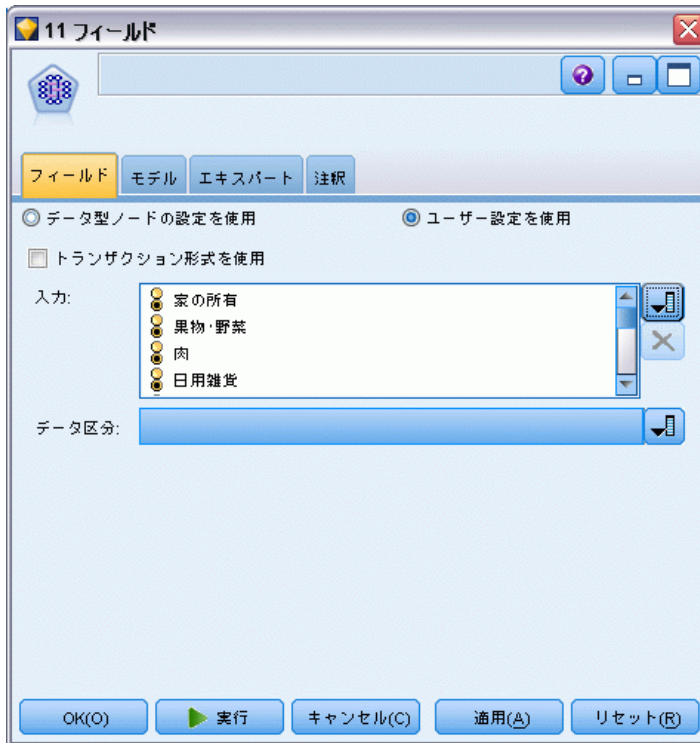 11 フィールド
フィールド モデル エキスパート 注釈
データ型ノードの設定を使用 ユーザー設定を使用
トランザクション形式を使用
入力:
家の所有
果物・野菜
肉
日用雑貨
データ区分:
OK(O) 実行 キャンセル(C) 適用(A) リセット(R)